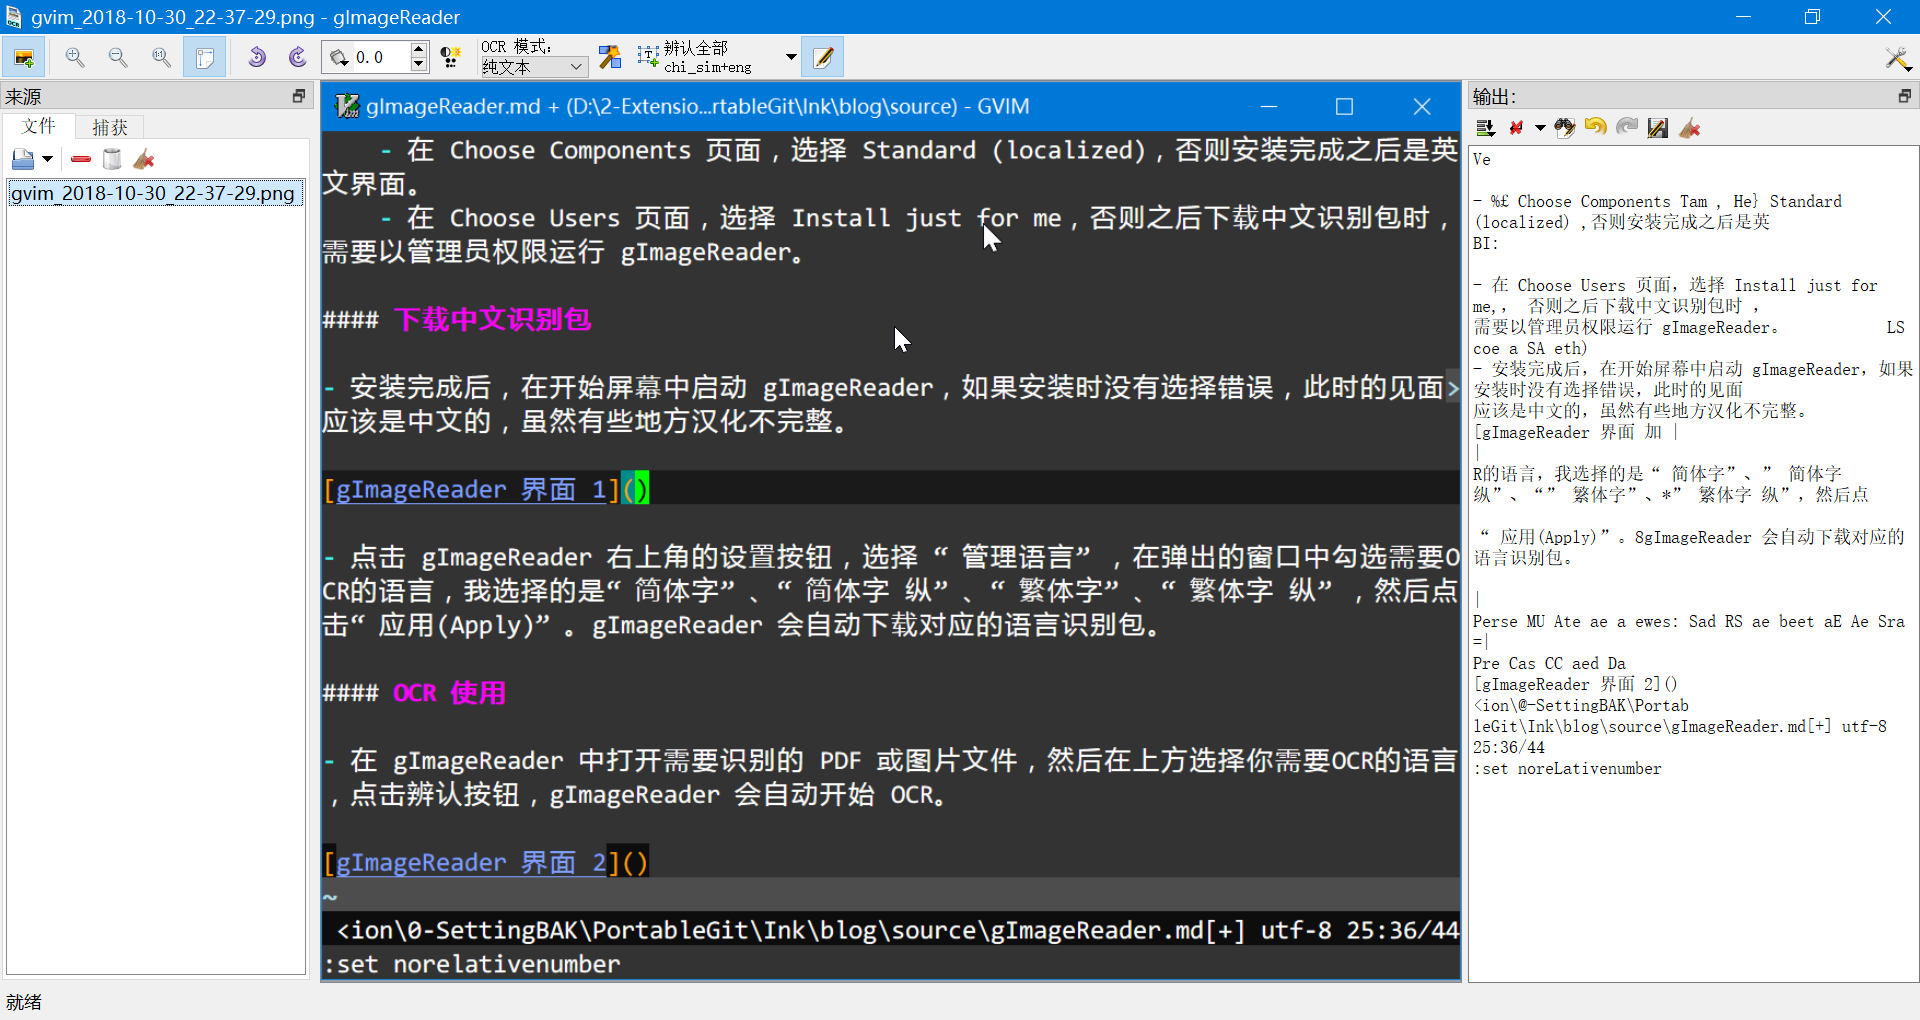 gvim_2018-10-30_22-37-29.png - gImageReader
0.0
OCR 模式:
纯文本
辨认全部
chi_sim+eng
来源
文件 捕获
gvim_2018-10-30_22-37-29.png
gImageReader.md + (D:\2-Extensio...rtableGit\Ink\blog\source) - GVIM
- 在 Choose Components 页面，选择 Standard (localized)，否则安装完成之后是英
文界面。
- 在 Choose Users 页面，选择 Install just for me，否则之后下载中文识别包时，
需要以管理员权限运行 gImageReader。
#### 下载中文识别包
- 安装完成后，在开始屏幕中启动 gImageReader，如果安装时没有选择错误，此时的见面>
应该是中文的，虽然有些地方汉化不完整。
[gImageReader 界面 1]()
- 点击 gImageReader 右上角的设置按钮，选择“管理语言”，在弹出的窗口中勾选需要O
CR的语言，我选择的是“简体字”、“简体字 纵”、“繁体字”、“繁体字 纵”，然后点
击“应用(Apply)”。gImageReader 会自动下载对应的语言识别包。
#### OCR 使用
- 在 gImageReader 中打开需要识别的 PDF 或图片文件，然后在上方选择你需要OCR的语言
，点击辨认按钮，gImageReader 会自动开始 OCR。
[gImageReader 界面 2]()
~
<ion\0-SettingBAK\PortableGit\Ink\blog\source\gImageReader.md[+] utf-8 25:36/44
:set norelativenumber
输出:
Ve
- %£ Choose Components Tam , He} Standard
(localized) ,否则安装完成之后是英
BI:
- 在 Choose Users 页面，选择 Install just for
me,, 否则之后下载中文识别包时 ,
需要以管理员权限运行 gImageReader。 LS
coe a SA eth)
- 安装完成后，在开始屏幕中启动 gImageReader，如果
安装时没有选择错误，此时的见面
应该是中文的，虽然有些地方汉化不完整。
[gImageReader 界面 加 |
|
R的语言，我选择的是“ 简体字”、” 简体字
纵”、“” 繁体字”、*” 繁体字 纵”，然后点
“ 应用(Apply)”。8gImageReader 会自动下载对应的
语言识别包。
|
Perse MU Ate ae a ewes: Sad RS ae beet aE Ae Sra
=|
Pre Cas CC aed Da
[gImageReader 界面 2]()
<ion\@-SettingBAK\Portab
leGit\Ink\blog\source\gImageReader.md[+] utf-8
25:36/44
:set noreLativenumber
就绪